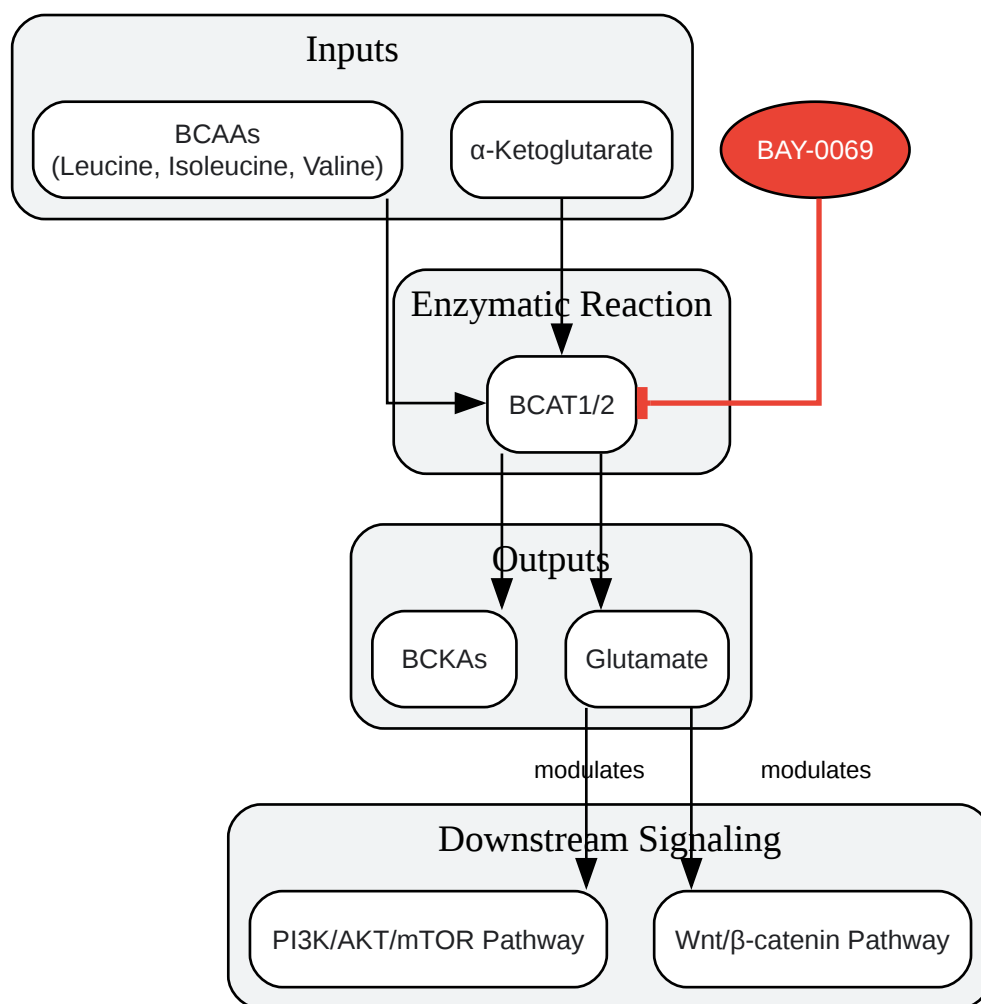 Inputs
BCAAs
(Leucine, Isoleucine, Valine)
α-Ketoglutarate
BAY-0069
Enzymatic Reaction
BCAT1/2
Outputs
BCKAs
Glutamate
modulates
modulates
Downstream Signaling
PI3K/AKT/mTOR Pathway
Wnt/β-catenin Pathway